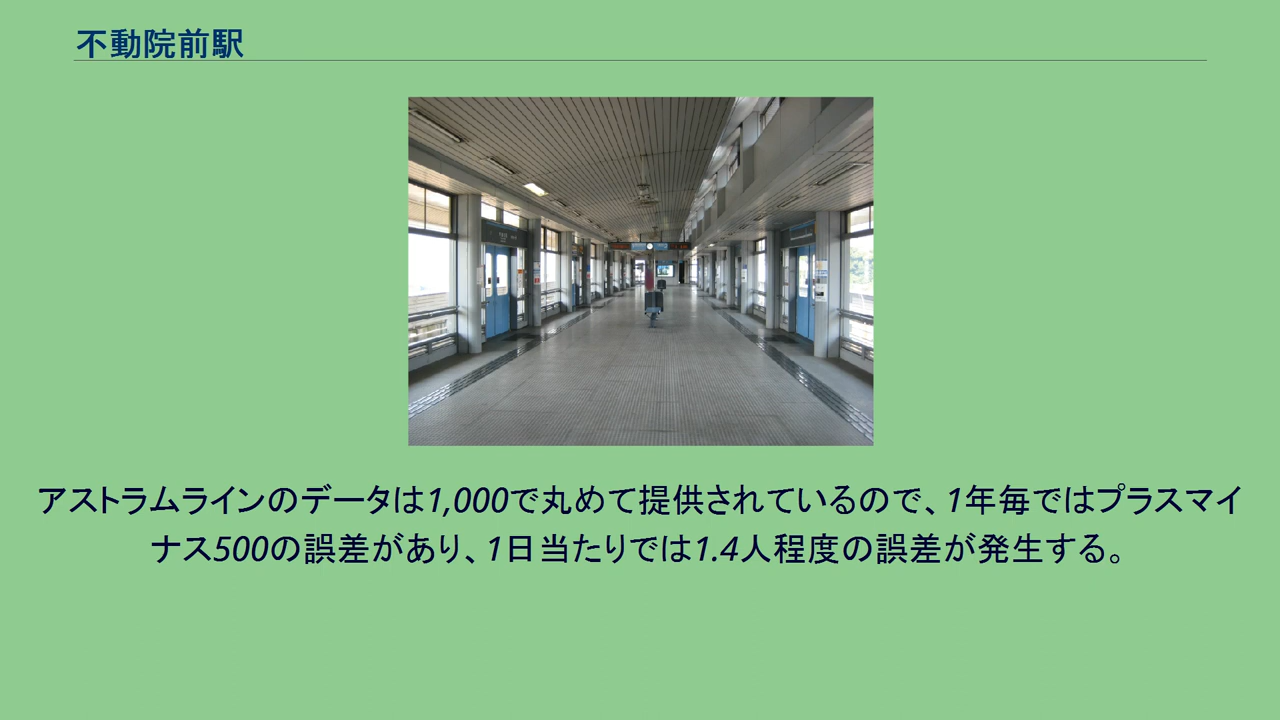 不動院前駅
アストラムラインのデータは1,000で丸めて提供されているので、1年毎ではプラスマイ
ナス500の誤差があり、1日当たりでは1.4人程度の誤差が発生する。